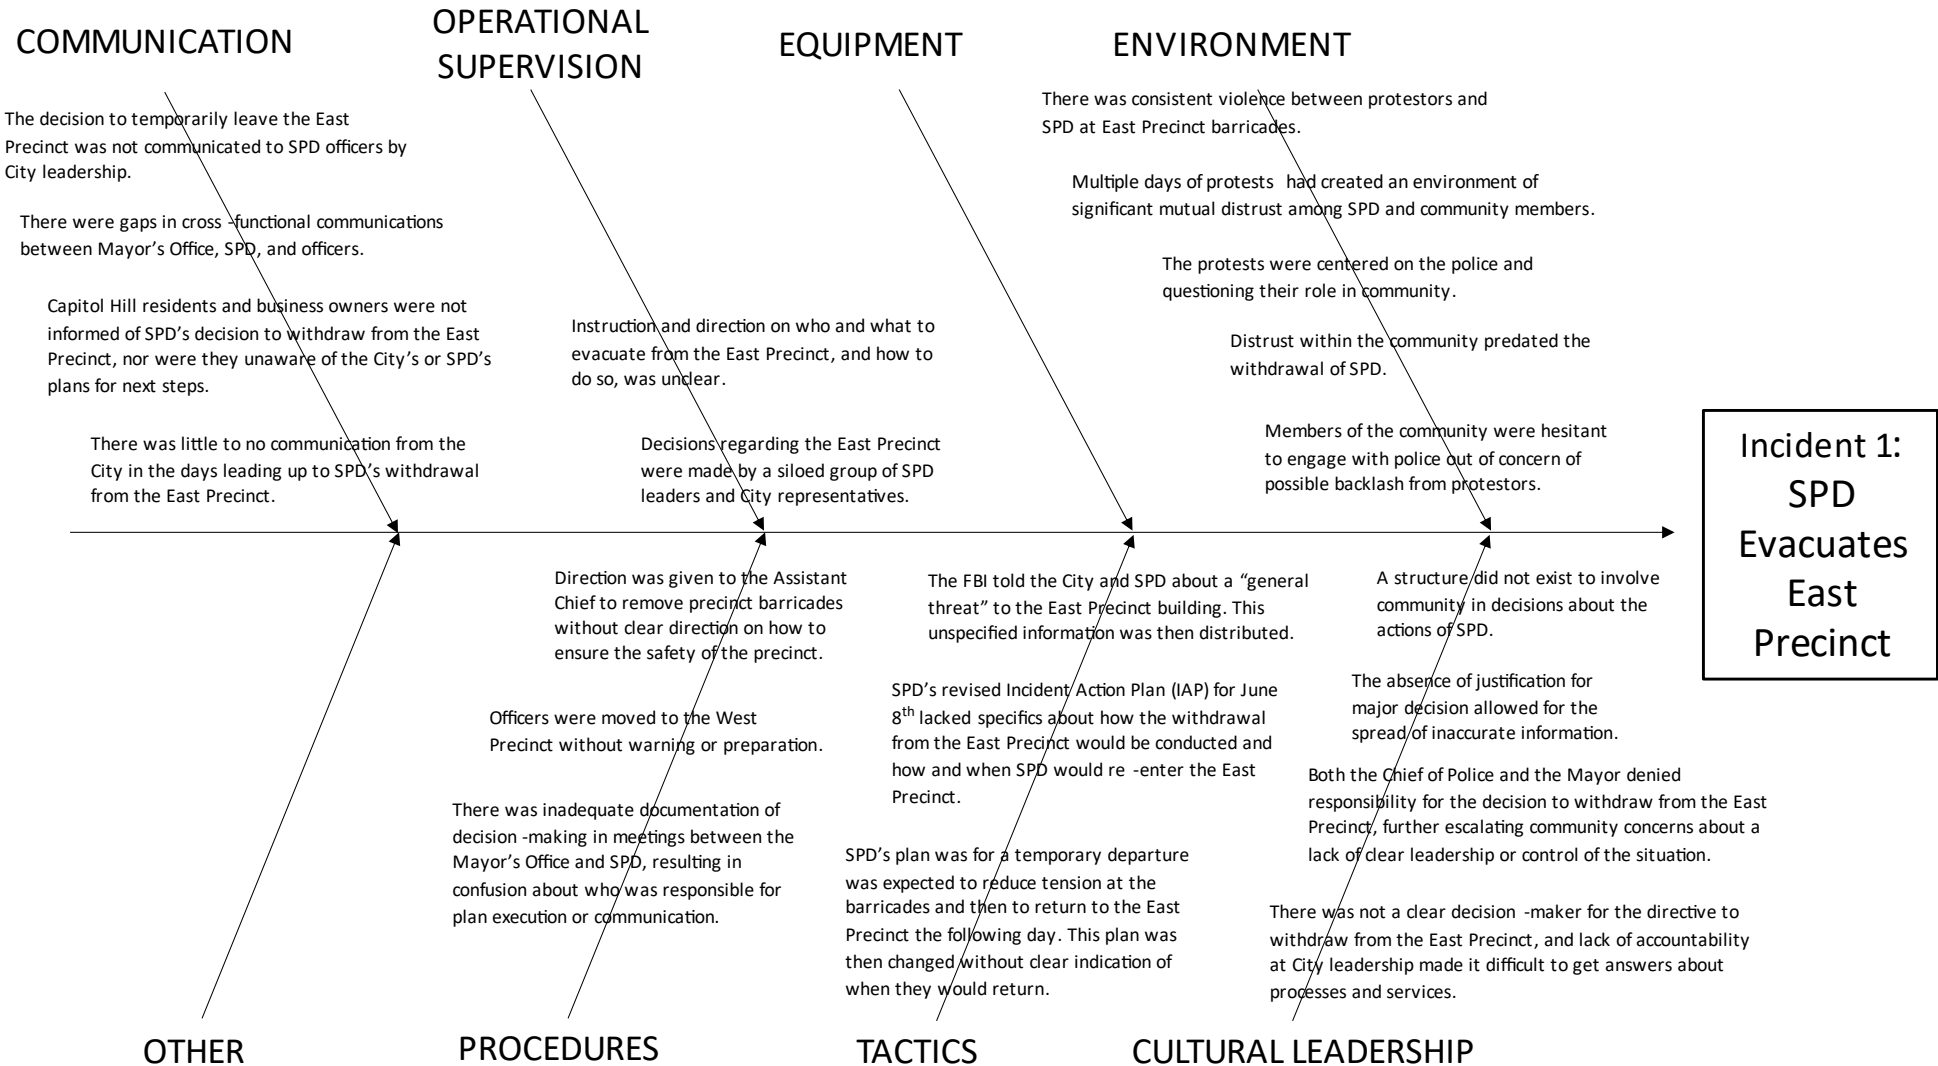 COMMUNICATION
The decision to temporarily leave the East
Precinct was not communicated to SPD officers by
City leadership.
There were gaps in cross -functional communications
between Mayor's Office, SPD, and officers.
Capitol Hill residents and business owners were not
informed of SPD's decision to withdraw from the East
Precinct, nor were they unaware of the City's or SPD's
plans for next steps.
There was little to no communication from the
City in the days leading up to SPD's withdrawal
from the East Precinct.
OPERATIONAL
SUPERVISION
Instruction and direction on who and what to
evacuate from the East Precinct, and how to
do so, was unclear.
Decisions regarding the East Precinct
were made by a siloed group of SPD
leaders and City representatives.
EQUIPMENT
ENVIRONMENT
There was consistent violence between protestors and
SPD at East Precinct barricades.
Multiple days of protests had created an environment of
significant mutual distrust among SPD and community members.
The protests were centered on the police and
questioning their role in community.
Distrust within the community predated the
withdrawal of SPD.
Members of the community were hesitant
to engage with police out of concern of
possible backlash from protestors.
Incident 1:
SPD
Evacuates
East
Precinct
Direction was given to the Assistant
Chief to remove precinct barricades
without clear direction on how to
ensure the safety of the precinct.
Officers were moved to the West
Precinct without warning or preparation.
There was inadequate documentation of
decision -making in meetings between the
Mayor's Office and SPD, resulting in
confusion about who was responsible for
plan execution or communication.
The FBI told the City and SPD about a "general
threat" to the East Precinct building. This
unspecified information was then distributed.
SPD's revised Incident Action Plan (IAP) for June
8th lacked specifics about how the withdrawal
from the East Precinct would be conducted and
how and when SPD would re -enter the East
Precinct.
SPD's plan was for a temporary departure
was expected to reduce tension at the
barricades and then to return to the East
Precinct the following day. This plan was
then changed without clear indication of
when they would return.
A structure did not exist to involve
community in decisions about the
actions of SPD.
The absence of justification for
major decision allowed for the
spread of inaccurate information.
Both the Chief of Police and the Mayor denied
responsibility for the decision to withdraw from the East
Precinct, further escalating community concerns about a
lack of clear leadership or control of the situation.
There was not a clear decision -maker for the directive to
withdraw from the East Precinct, and lack of accountability
at City leadership made it difficult to get answers about
processes and services.
OTHER
PROCEDURES
TACTICS
CULTURAL LEADERSHIP